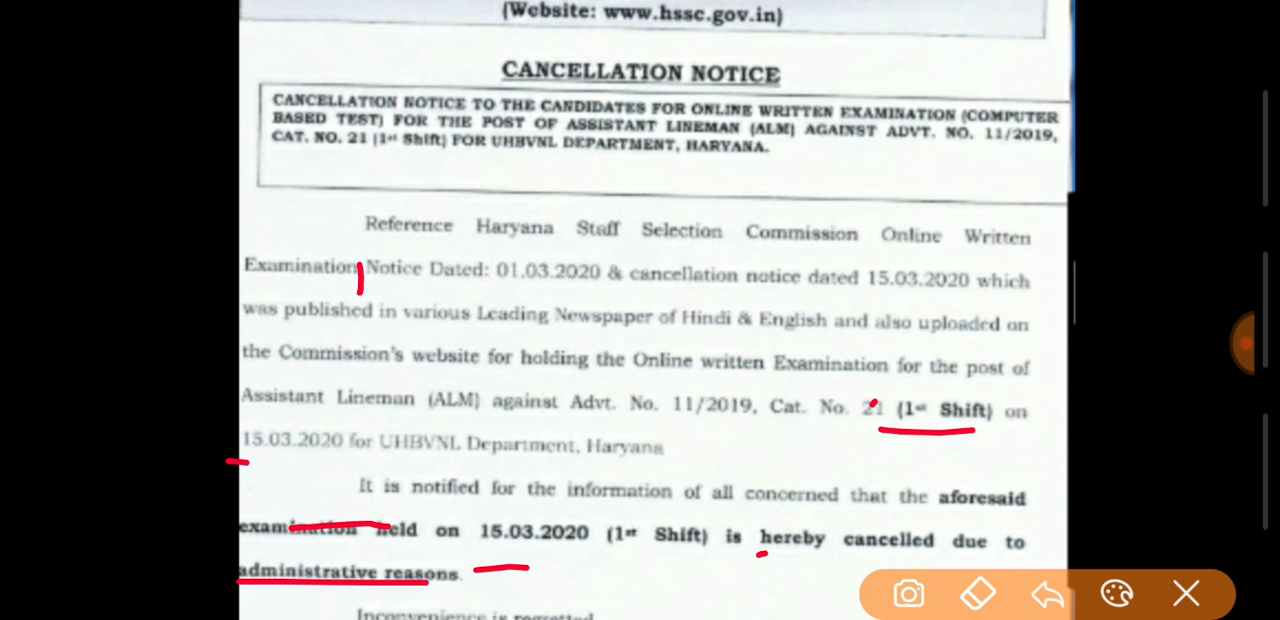 (Website: www.hssc.gov.in)
CANCELLATION NOTICE
CANCELLATION NOTICE TO THE CANDIDATES FOR ONLINE WRITTEN EXAMINATION (COMPUTER
BASED TEST) FOR THE POST OF ASSISTANT LINEMAN (ALM) AGAINST ADVT. NO. 11/2019,
CAT. NO. 21 (1st Shift) FOR UHBVNL DEPARTMENT, HARYANA.
Reference Haryana Staff Selection Commission Online Written
Examination Notice Dated: 01.03.2020 & cancellation notice dated 15.03.2020 which
was published in various Leading Newspaper of Hindi & English and also uploaded on
the Commission's website for holding the Online written Examination for the post of
Assistant Lineman (ALM) against Advt. No. 11/2019, Cat. No. 21 (1st Shift) on
15.03.2020 for UHBVNL Department, Haryana
It is notified for the information of all concerned that the aforesaid
examination held on 15.03.2020 (1st Shift) is hereby cancelled due to
administrative reasons.
Inconvenience is regretted